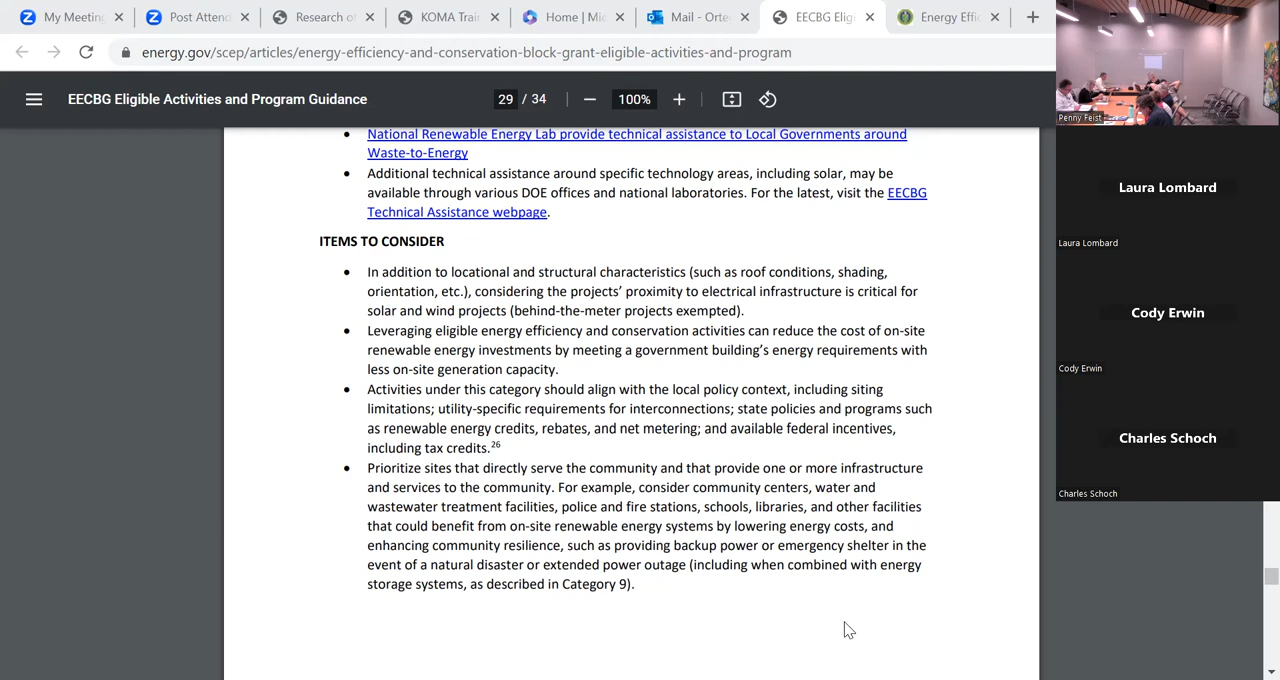 My Meeting
Post Attend
Research of
KOMA Trai
Home | Mic
Mail - Orte
EECBG Elig
Energy Effic
energy.gov/scep/articles/energy-efficiency-and-conservation-block-grant-eligible-activities-and-program
EECBG Eligible Activities and Program Guidance
29 / 34
100%
National Renewable Energy Lab provide technical assistance to Local Governments around
Waste-to-Energy
Additional technical assistance around specific technology areas, including solar, may be
available through various DOE offices and national laboratories. For the latest, visit the EECBG
Technical Assistance webpage.
ITEMS TO CONSIDER
In addition to locational and structural characteristics (such as roof conditions, shading,
orientation, etc.), considering the projects’ proximity to electrical infrastructure is critical for
solar and wind projects (behind-the-meter projects exempted).
Leveraging eligible energy efficiency and conservation activities can reduce the cost of on-site
renewable energy investments by meeting a government building’s energy requirements with
less on-site generation capacity.
Activities under this category should align with the local policy context, including siting
limitations; utility-specific requirements for interconnections; state policies and programs such
as renewable energy credits, rebates, and net metering; and available federal incentives,
including tax credits.26
Prioritize sites that directly serve the community and that provide one or more infrastructure
and services to the community. For example, consider community centers, water and
wastewater treatment facilities, police and fire stations, schools, libraries, and other facilities
that could benefit from on-site renewable energy systems by lowering energy costs, and
enhancing community resilience, such as providing backup power or emergency shelter in the
event of a natural disaster or extended power outage (including when combined with energy
storage systems, as described in Category 9).
Penny Feist
Laura Lombard
Laura Lombard
Cody Erwin
Cody Erwin
Charles Schoch
Charles Schoch